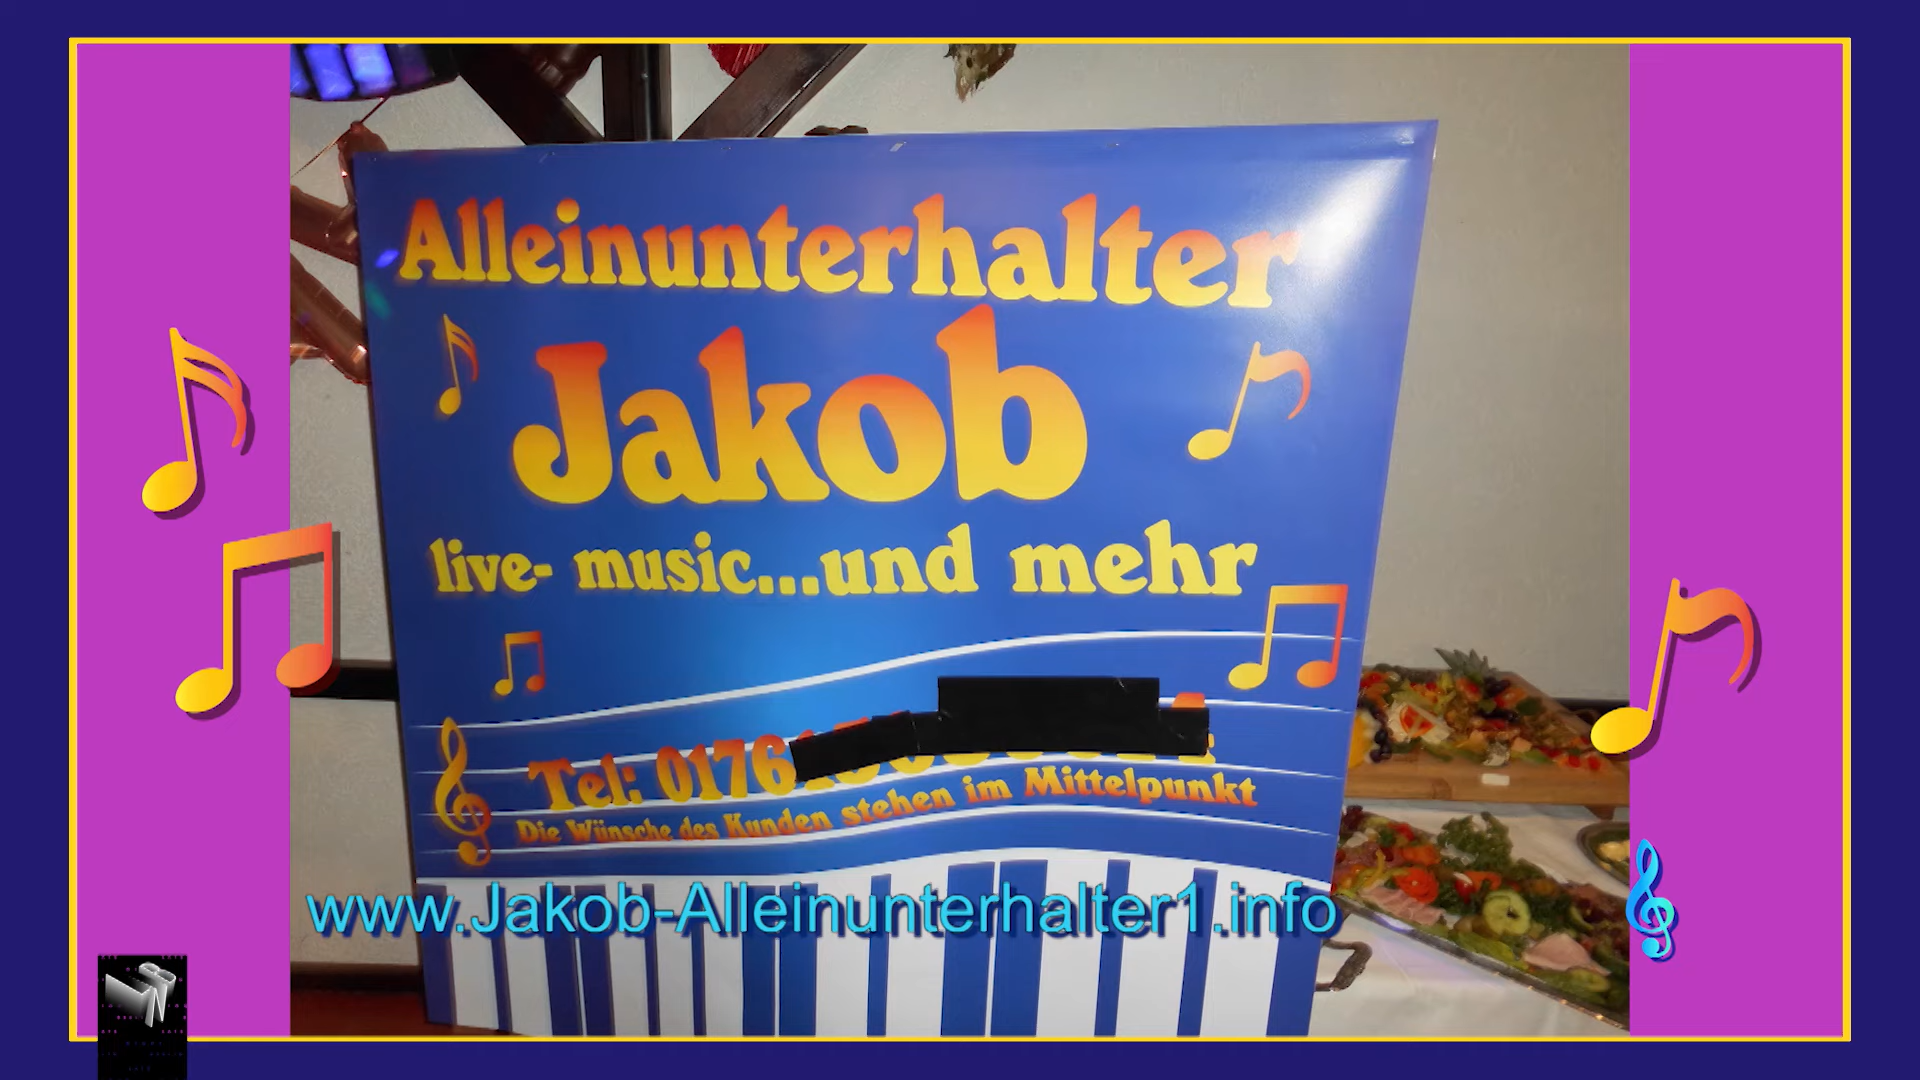 Alleinunterhalter
Jakob
live- music...und mehr
Tel: 0176
Die Wünsche des Kunden stehen im Mittelpunkt
www.Jakob-Alleinunterhalter1.info